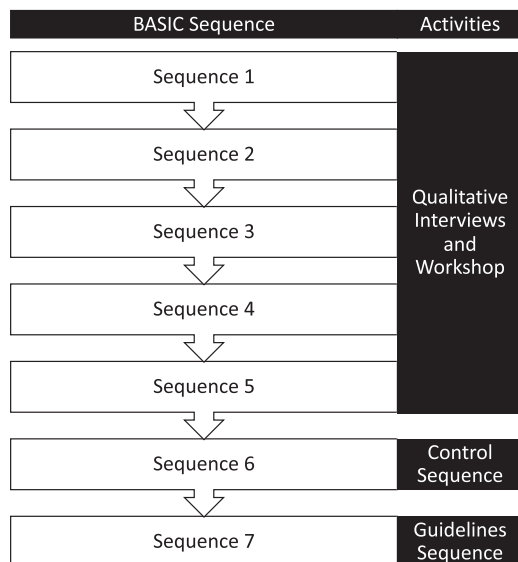 BASIC Sequence Activities
Sequence 1
Sequence 2
Sequence 3
Sequence 4
Sequence 5
Qualitative
Interviews
and
Workshop
Sequence 6
Control
Sequence
Sequence 7
Guidelines
Sequence